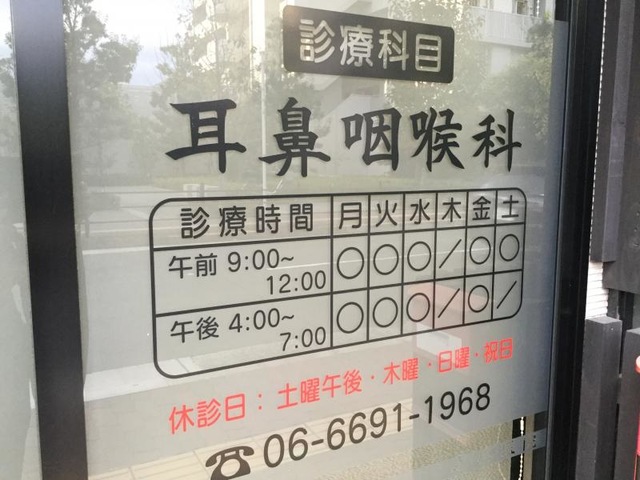 診療科目
耳鼻咽喉科
診療時間 月 火 水 木 金 土
午前 9:00~12:00 ○ ○ ○ / ○ ○
午後 4:00~7:00 ○ ○ ○ / ○ /
休診日：土曜午後・木曜・日曜・祝日
☎06-6691-1968